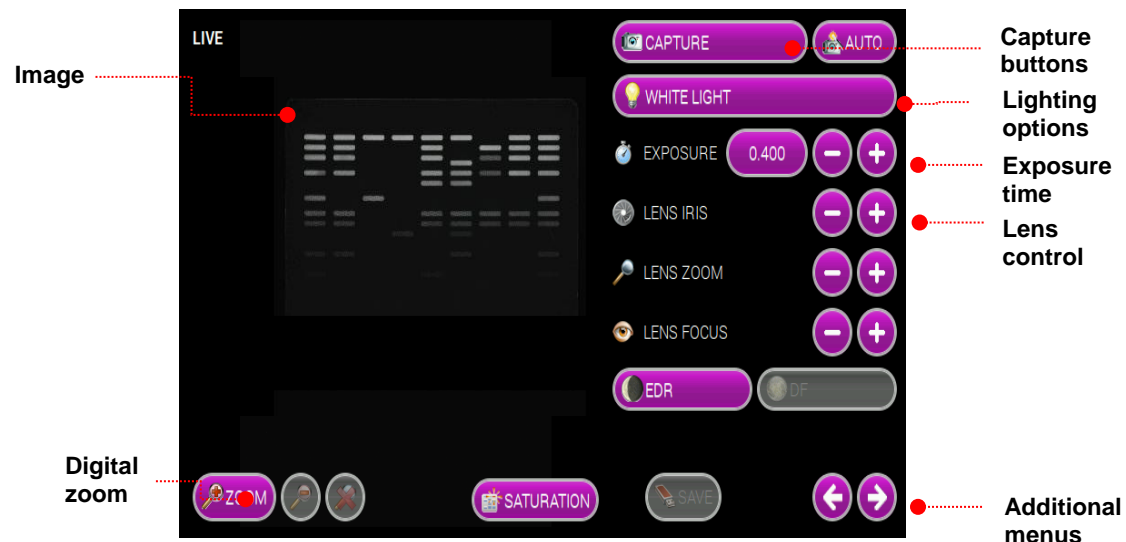 LIVE
CAPTURE
AUTO
Capture
buttons
Image
WHITE LIGHT
Lighting
options
EXPOSURE
0.400
Exposure
time
LENS IRIS
Lens
control
LENS ZOOM
LENS FOCUS
EDR
DF
Digital
zoom
ZOOM
SATURATION
SAVE
Additional
menus